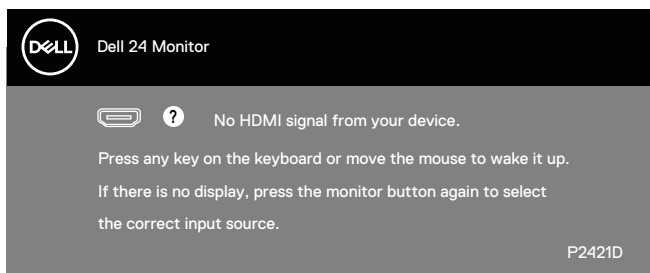 DELL
Dell 24 Monitor
? No HDMI signal from your device.
Press any key on the keyboard or move the mouse to wake it up.
If there is no display, press the monitor button again to select
the correct input source.
P2421D